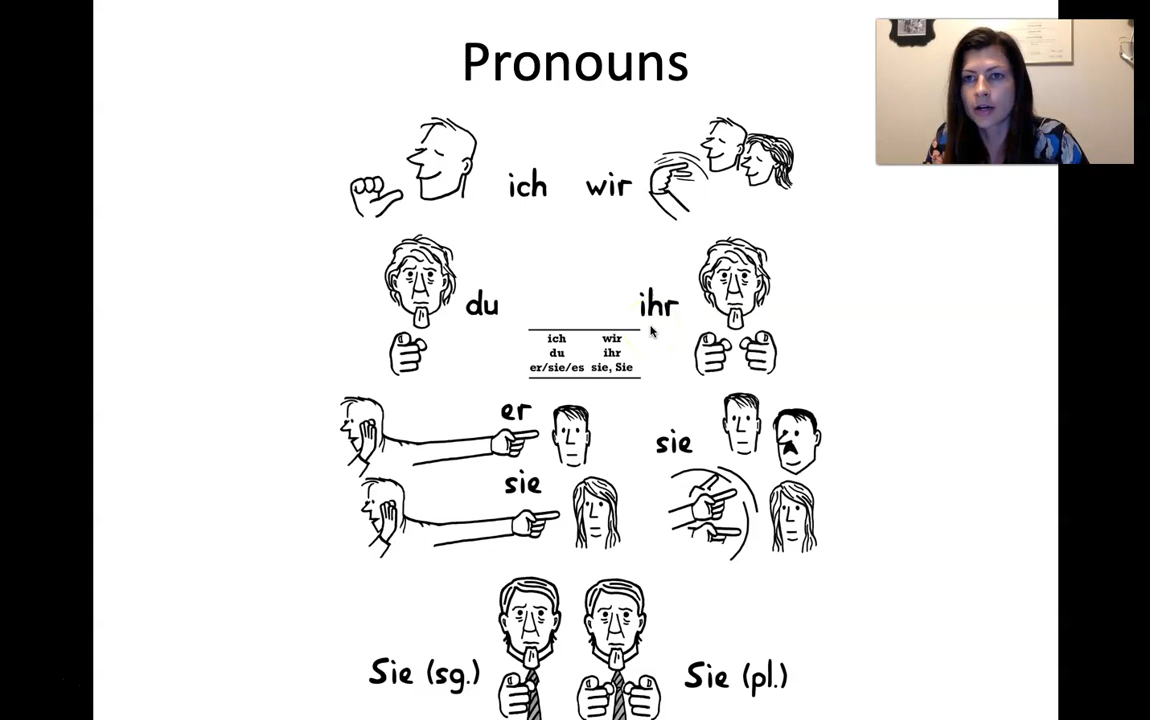 Pronouns
ich wir
du ihr
ich wir
du ihr
er/sie/es sie, Sie
er
sie
sie
Sie (sg.) Sie (pl.)